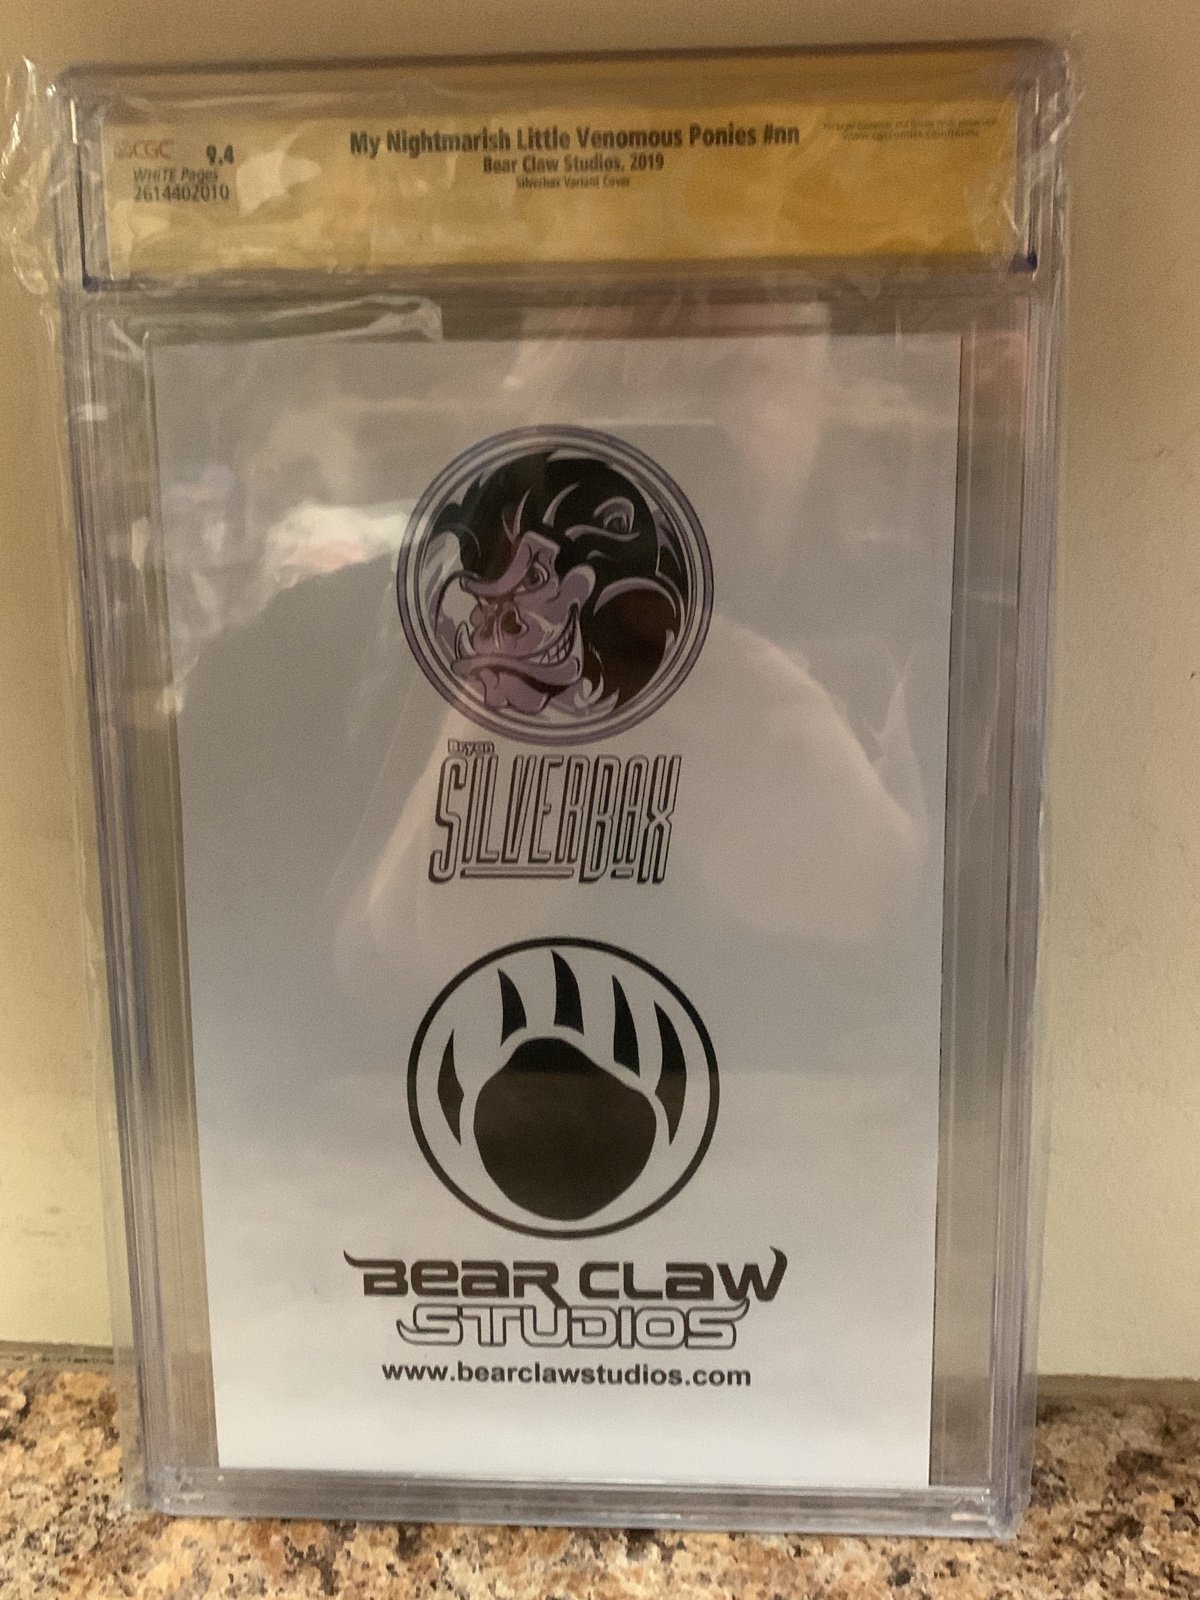 CGC 9.4
WHITE Pages
2614402010
My Nightmarish Little Venomous Ponies #nn
Bear Claw Studios, 2019
Silverbax Variant Cover
Bryan
SILVERBAX
BEAR CLAW
STUDIOS
www.bearclawstudios.com